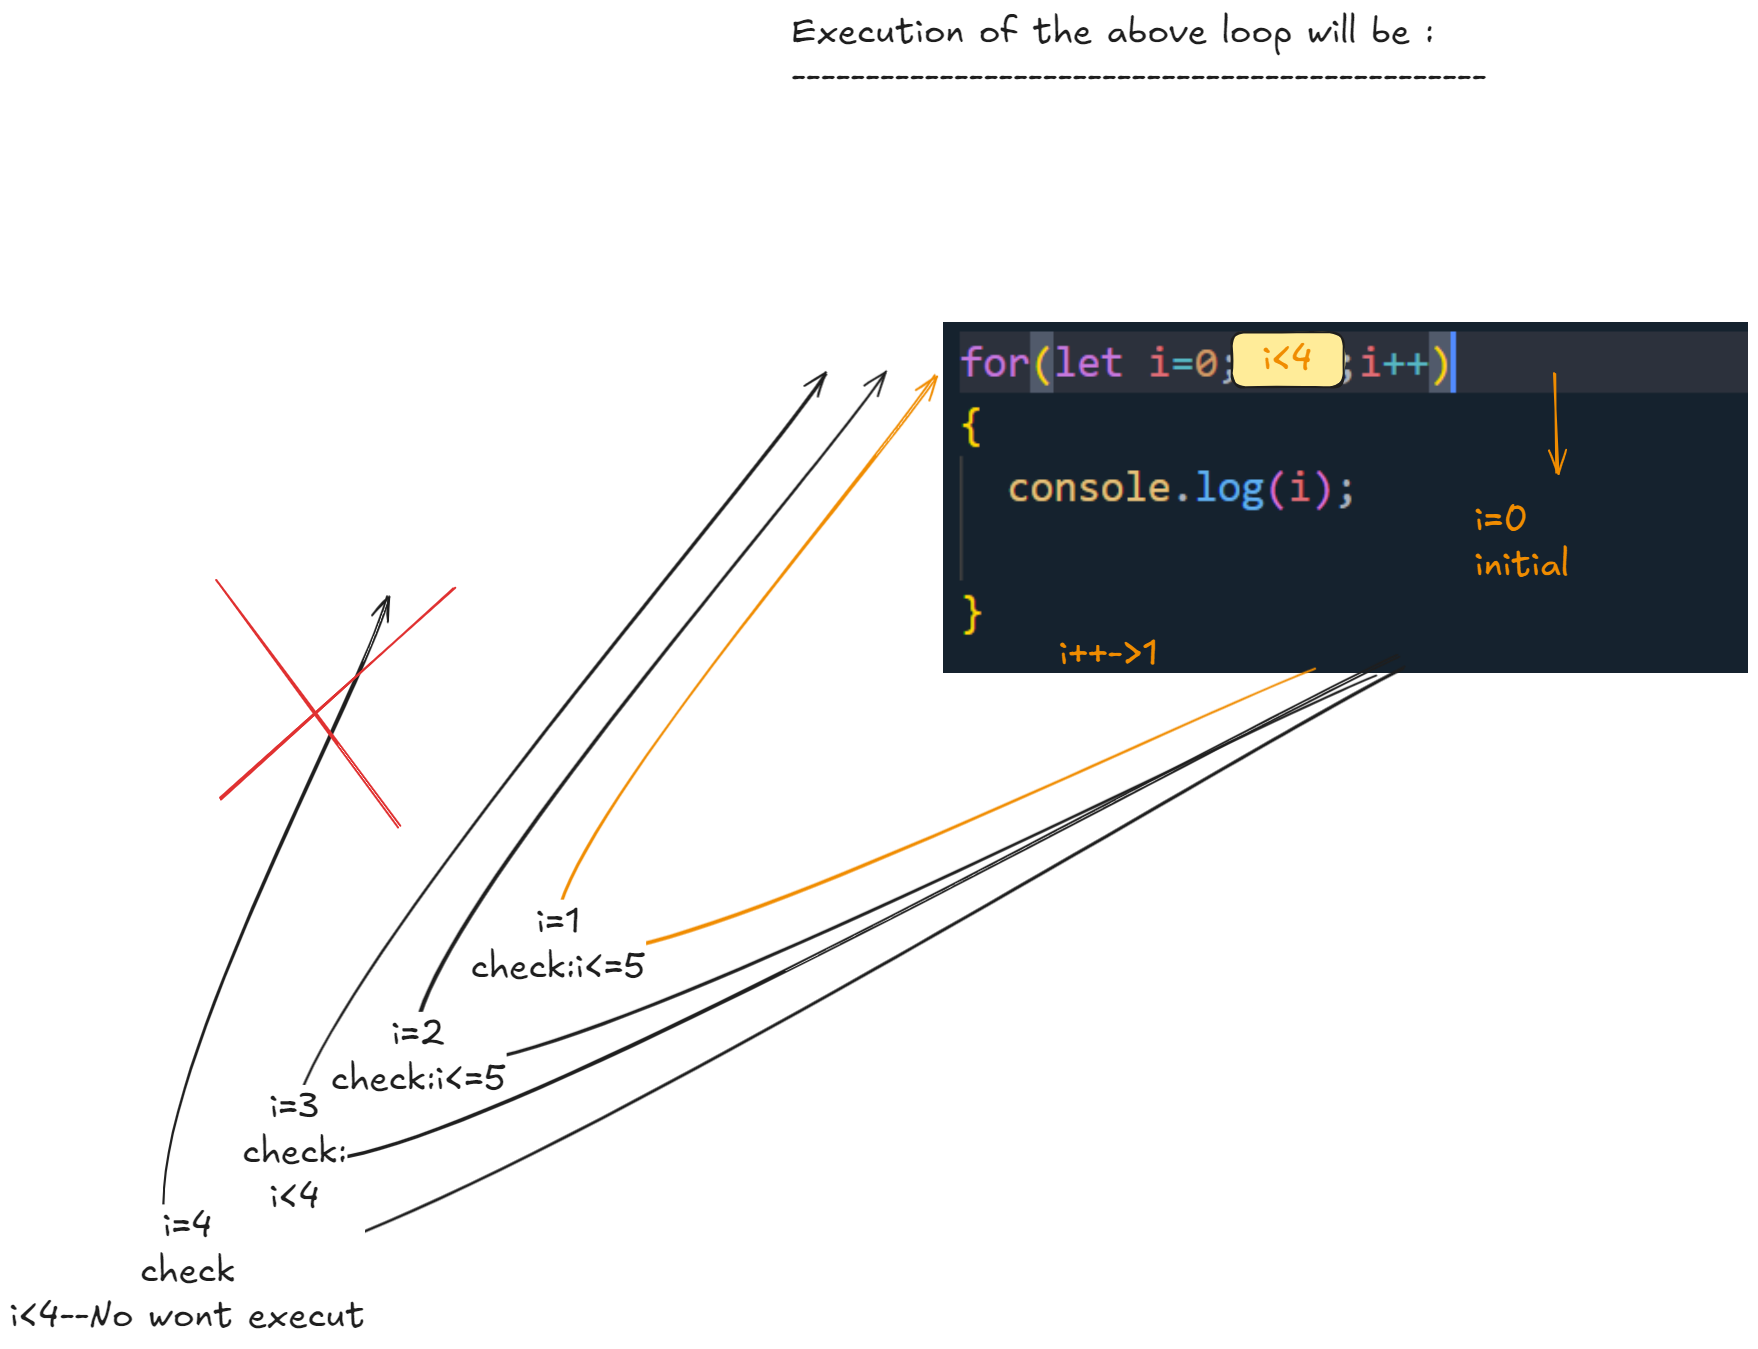 Execution of the above loop will be :
-----------------------------------------------
for(let i=0; i<4 ;i++)
{
console.log(i);
i=0
initial
}
i++->1
i=1
check:i<=5
i=2
check:i<=5
i=3
check:
i<4
i=4
check
i<4--No wont execut